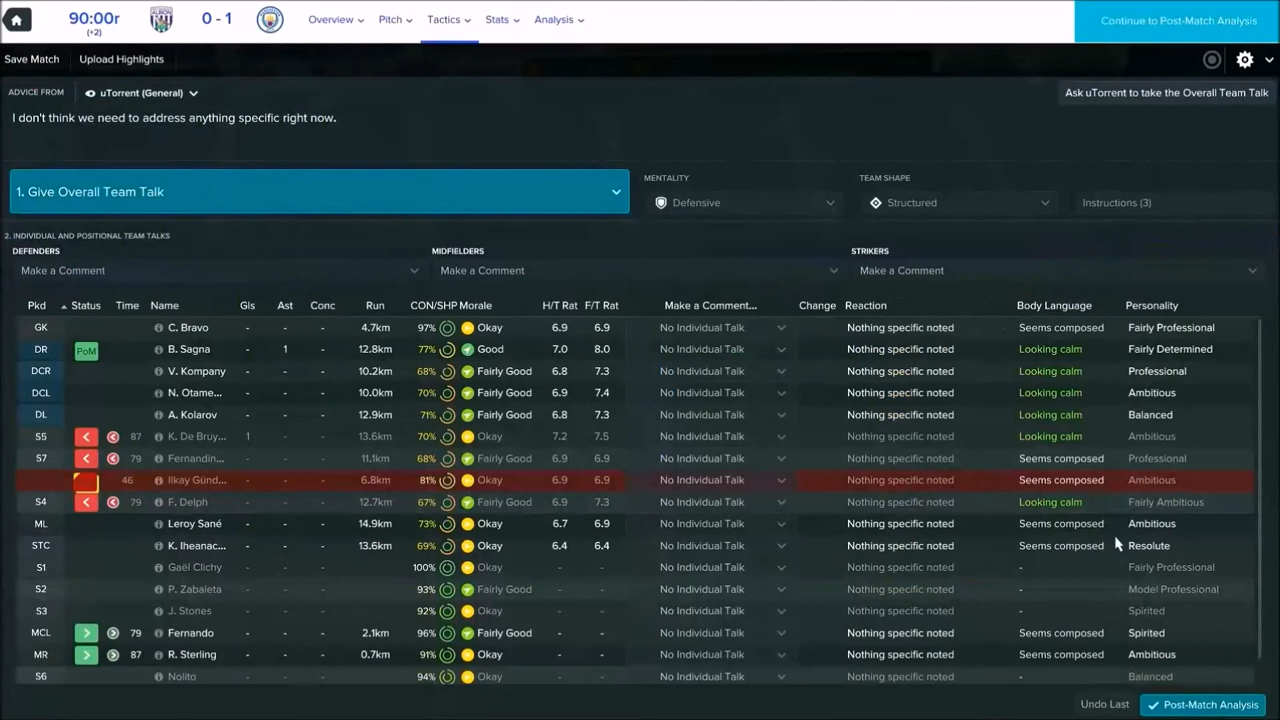 90:00r 0 - 1 Overview Pitch Tactics Stats Analysis Continue to Post-Match Analysis
(+2)
Save Match Upload Highlights
ADVICE FROM uTorrent (General) Ask uTorrent to take the Overall Team Talk
I don't think we need to address anything specific right now.
MENTALITY TEAM SHAPE
1. Give Overall Team Talk Defensive Structured Instructions (3)
2. INDIVIDUAL AND POSITIONAL TEAM TALKS
DEFENDERS MIDFIELDERS STRIKERS
Make a Comment Make a Comment Make a Comment
Pkd Status Time Name Gls Ast Conc Run CON/SHP Morale H/T Rat F/T Rat Make a Comment... Change Reaction Body Language Personality
GK C. Bravo - - - 4.7km 97% Okay 6.9 6.9 No Individual Talk Nothing specific noted Seems composed Fairly Professional
DR PoM B. Sagna - 1 - 12.8km 77% Good 7.0 8.0 No Individual Talk Nothing specific noted Looking calm Fairly Determined
DCR V. Kompany - - - 10.2km 68% Fairly Good 6.8 7.3 No Individual Talk Nothing specific noted Looking calm Professional
DCL N. Otame... - - - 10.0km 70% Fairly Good 6.9 7.4 No Individual Talk Nothing specific noted Looking calm Ambitious
DL A. Kolarov - - - 12.9km 71% Fairly Good 6.8 7.3 No Individual Talk Nothing specific noted Looking calm Balanced
S5 87 K. De Bruy... 1 - - 13.6km 70% Okay 7.2 7.5 No Individual Talk Nothing specific noted Looking calm Ambitious
S7 79 Fernandin... - - - 11.1km 68% Fairly Good 6.9 6.9 No Individual Talk Nothing specific noted Seems composed Professional
46 Ilkay Günd... - - - 6.8km 81% Okay 6.9 6.9 No Individual Talk Nothing specific noted Seems composed Ambitious
S4 79 F. Delph - - - 12.7km 67% Fairly Good 6.9 7.3 No Individual Talk Nothing specific noted Looking calm Fairly Ambitious
ML Leroy Sané - - - 14.9km 73% Okay 6.7 6.9 No Individual Talk Nothing specific noted Seems composed Ambitious
STC K. Iheanac... - - - 13.6km 69% Okay 6.4 6.4 No Individual Talk Nothing specific noted Seems composed Resolute
S1 Gaël Clichy - - - 100% Okay - - No Individual Talk Nothing specific noted - Fairly Professional
S2 P. Zabaleta - - - 93% Fairly Good - - No Individual Talk Nothing specific noted - Model Professional
S3 J. Stones - - - 92% Okay - - No Individual Talk Nothing specific noted - Spirited
MCL 79 Fernando - - - 2.1km 96% Fairly Good - - No Individual Talk Nothing specific noted Seems composed Spirited
MR 87 R. Sterling - - - 0.7km 91% Okay - - No Individual Talk Nothing specific noted Seems composed Ambitious
S6 Nolito - - - 94% Okay - - No Individual Talk Nothing specific noted - Balanced
Undo Last Post-Match Analysis